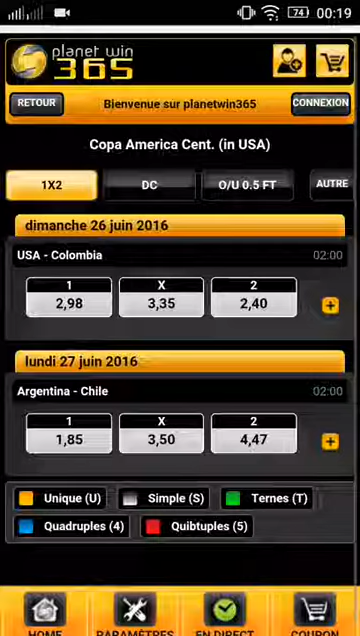 74 00:19
planet win
365
RETOUR
Bienvenue sur planetwin365
CONNEXION
Copa America Cent. (in USA)
1X2 DC O/U 0.5 FT AUTRE
dimanche 26 juin 2016
USA - Colombia 02:00
1 X 2
2,98 3,35 2,40
lundi 27 juin 2016
Argentina - Chile 02:00
1 X 2
1,85 3,50 4,47
Unique (U) Simple (S) Ternes (T)
Quadruples (4) Quibtuples (5)
HOME PARAMÈTRES EN DIRECT COUPON